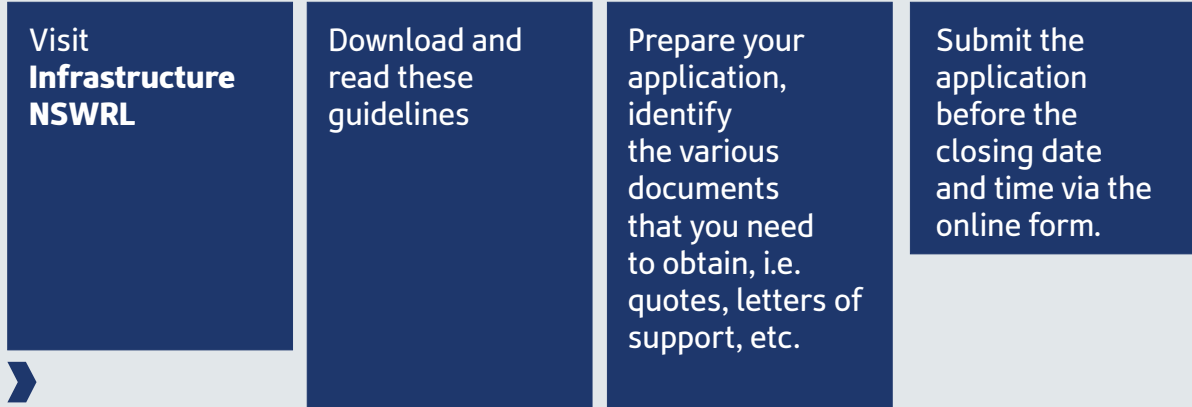 Visit
Infrastructure
NSWRL
Download and
read these
guidelines
Prepare your
application,
identify
the various
documents
that you need
to obtain, i.e.
quotes, letters of
support, etc.
Submit the
application
before the
closing date
and time via the
online form.